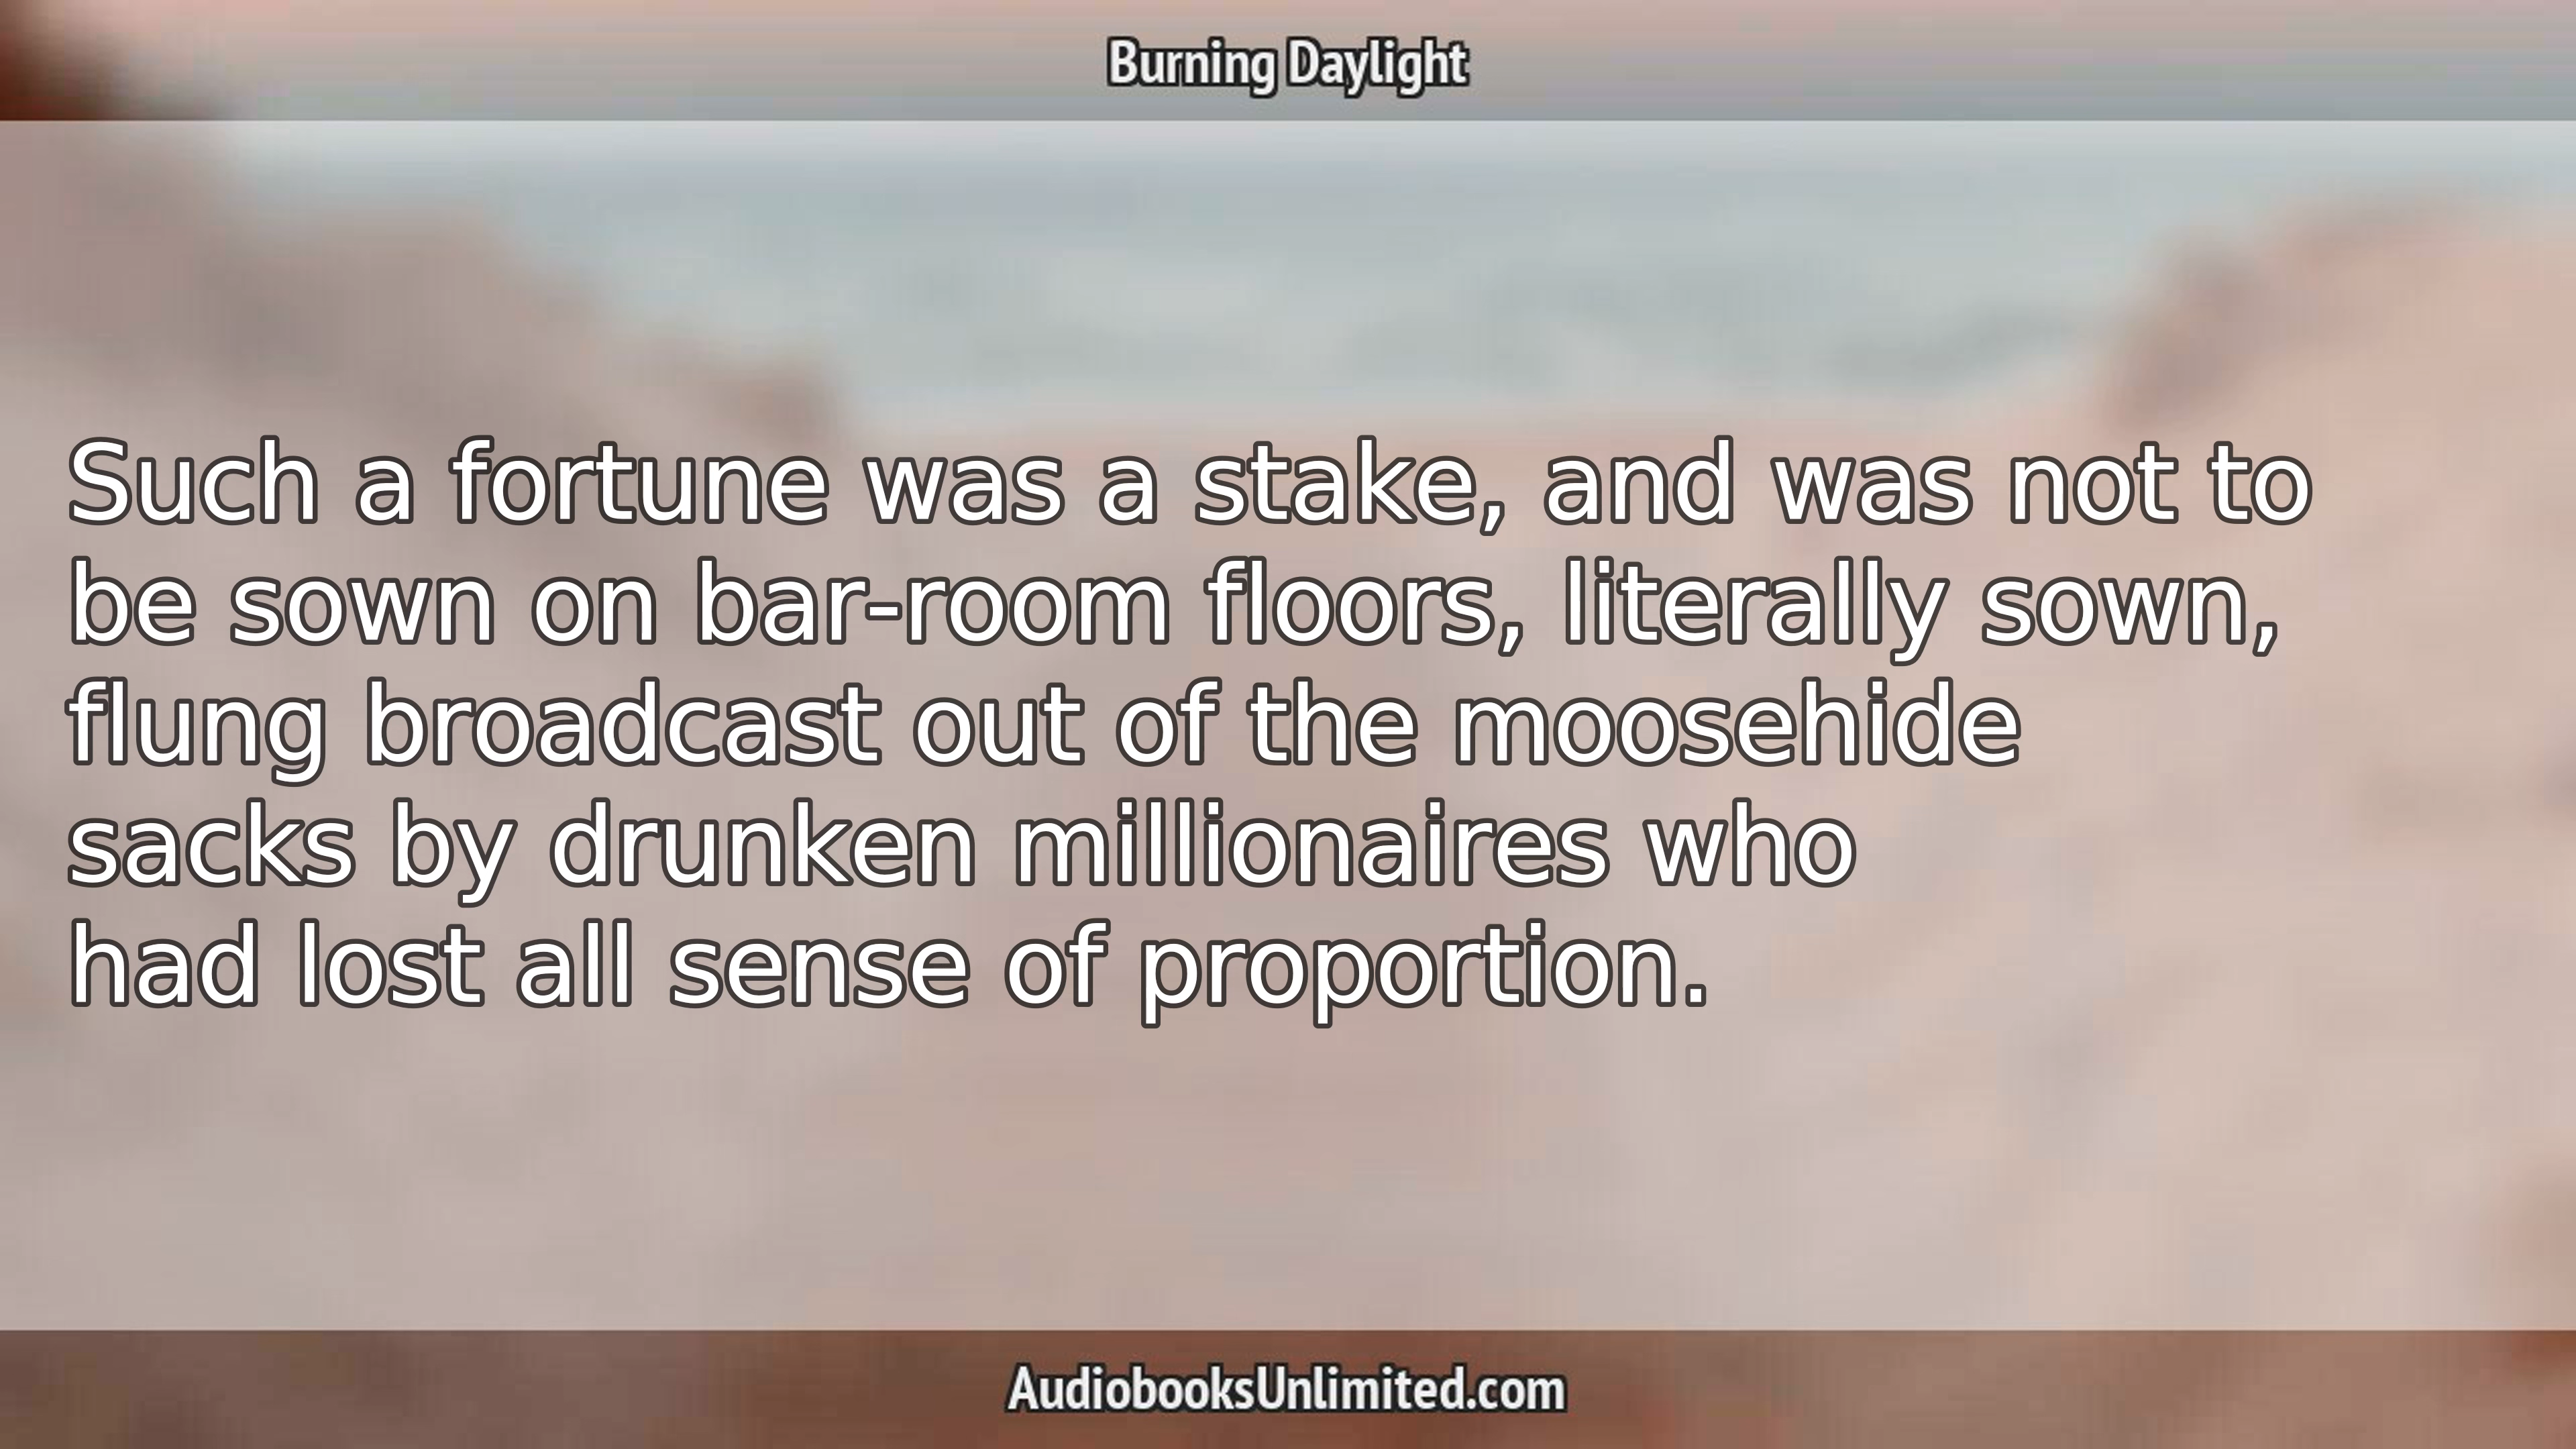 Burning Daylight
Such a fortune was a stake, and was not to
be sown on bar-room floors, literally sown,
flung broadcast out of the moosehide
sacks by drunken millionaires who
had lost all sense of proportion.
AudiobooksUnlimited.com